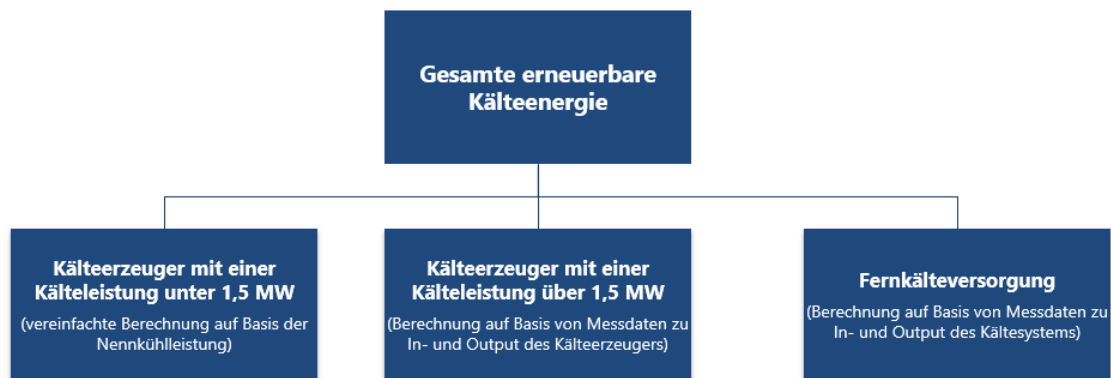 Gesamte erneuerbare
Kälteenergie
Kälteerzeuger mit einer
Kälteleistung unter 1,5 MW
(vereinfachte Berechnung auf Basis der
Nennkühlleistung)
Kälteerzeuger mit einer
Kälteleistung über 1,5 MW
(Berechnung auf Basis von Messdaten zu
In- und Output des Kälteerzeugers)
Fernkälteversorgung
(Berechnung auf Basis von Messdaten zu
In- und Output des Kältesystems)